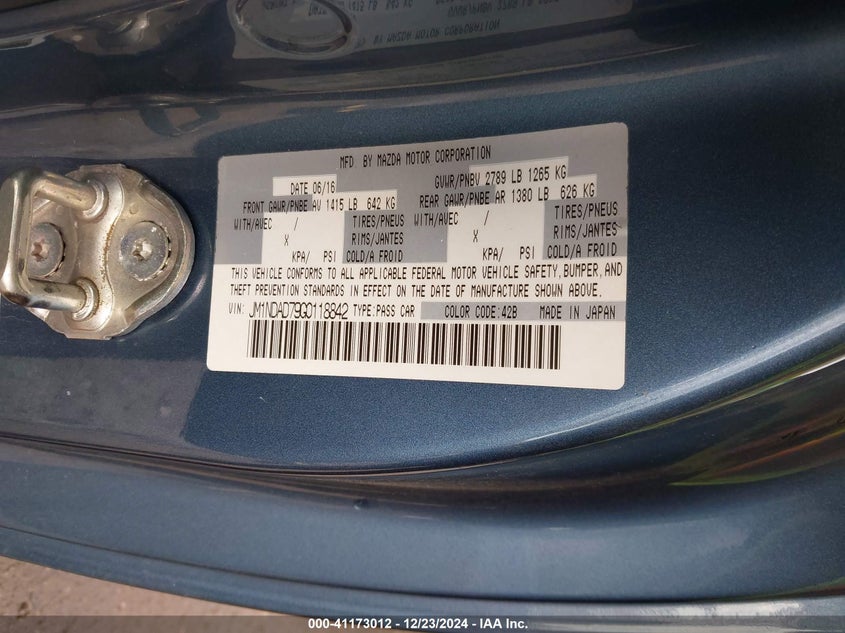 MFD BY MAZDA MOTOR CORPORATION
DATE 06/16 GVWR/PNBV 2789 LB 1265 KG
FRONT GAWR/PNBE AV 1415 LB 642 KG REAR GAWR/PNBE AR 1380 LB 626 KG
WITH/AVEC / TIRES/PNEUS WITH/AVEC / TIRES/PNEUS
X RIMS/JANTES X RIMS/JANTES
KPA/ PSI COLD/A FROID KPA/ PSI COLD/A FROID
THIS VEHICLE CONFORMS TO ALL APPLICABLE FEDERAL MOTOR VEHICLE SAFETY, BUMPER, AND
THEFT PREVENTION STANDARDS IN EFFECT ON THE DATE OF MANUFACTURE SHOWN ABOVE.
VIN: JM1NDAD79G0118842 TYPE:PASS CAR COLOR CODE:42B MADE IN JAPAN
000-41173012 - 12/23/2024 - IAA Inc.